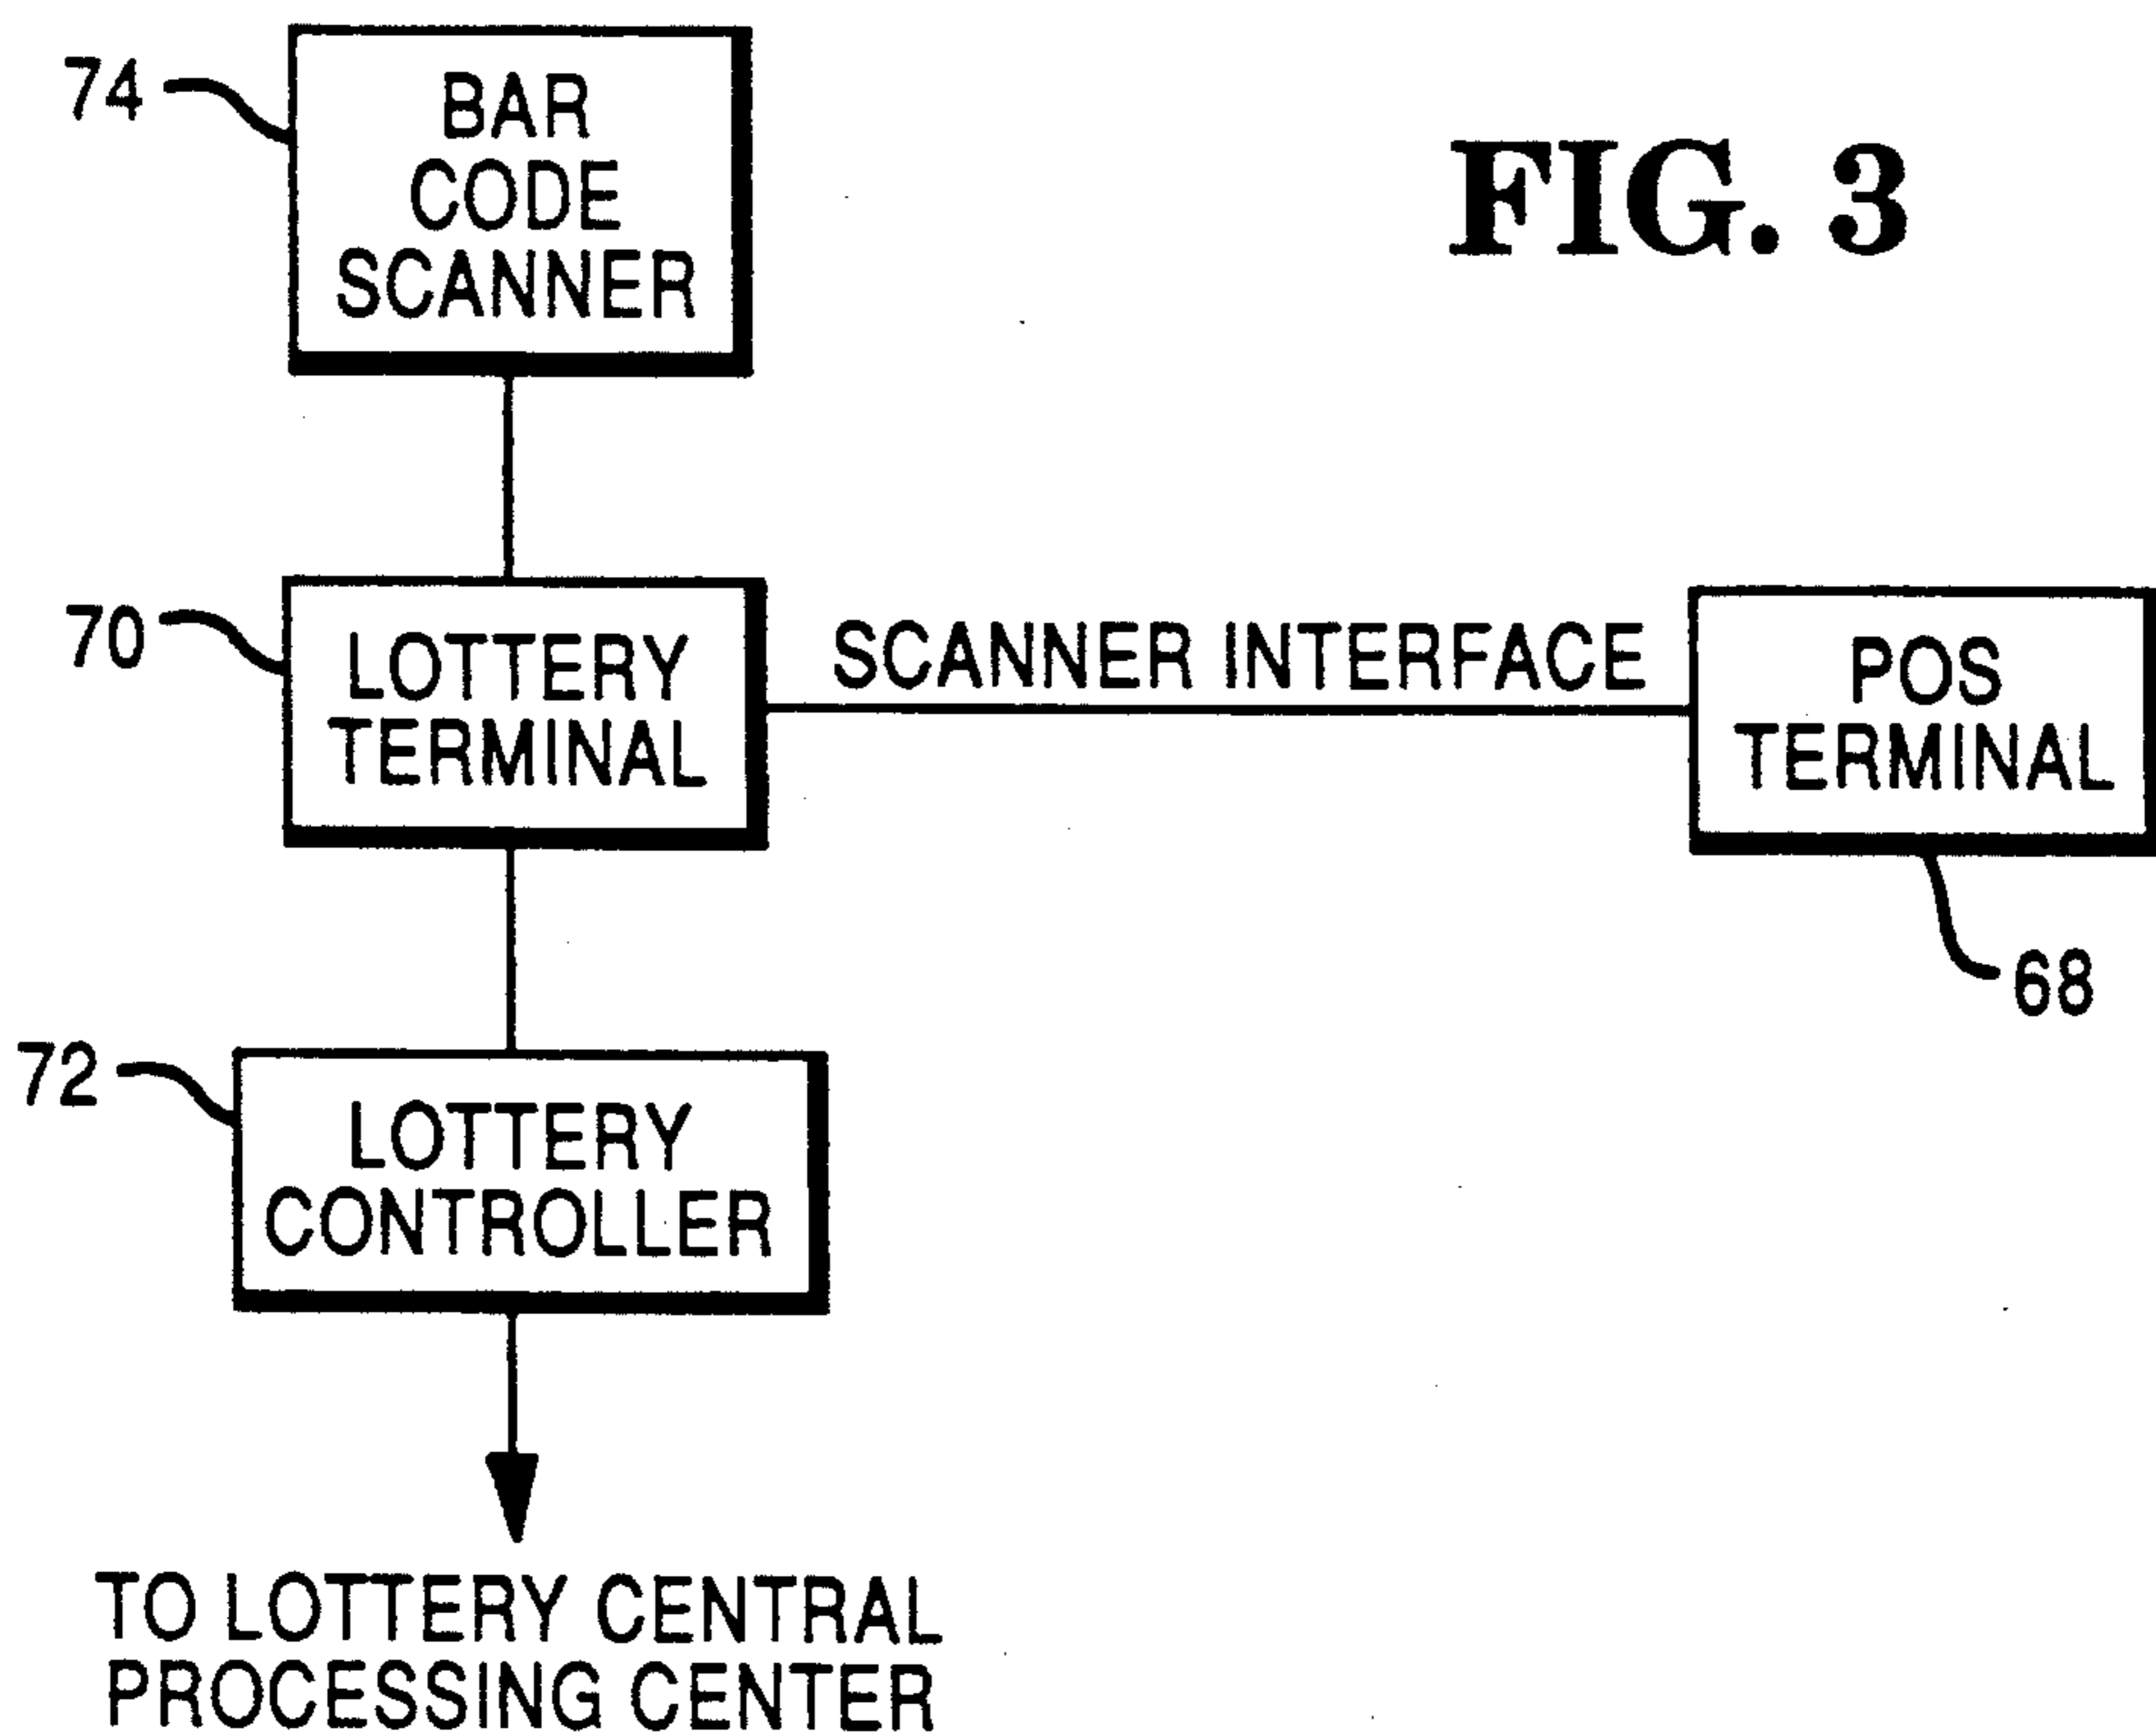 74
BAR
CODE
SCANNER
FIG. 3
70
LOTTERY
TERMINAL
SCANNER INTERFACE
POS
TERMINAL
68
72
LOTTERY
CONTROLLER
TO LOTTERY CENTRAL
PROCESSING CENTER